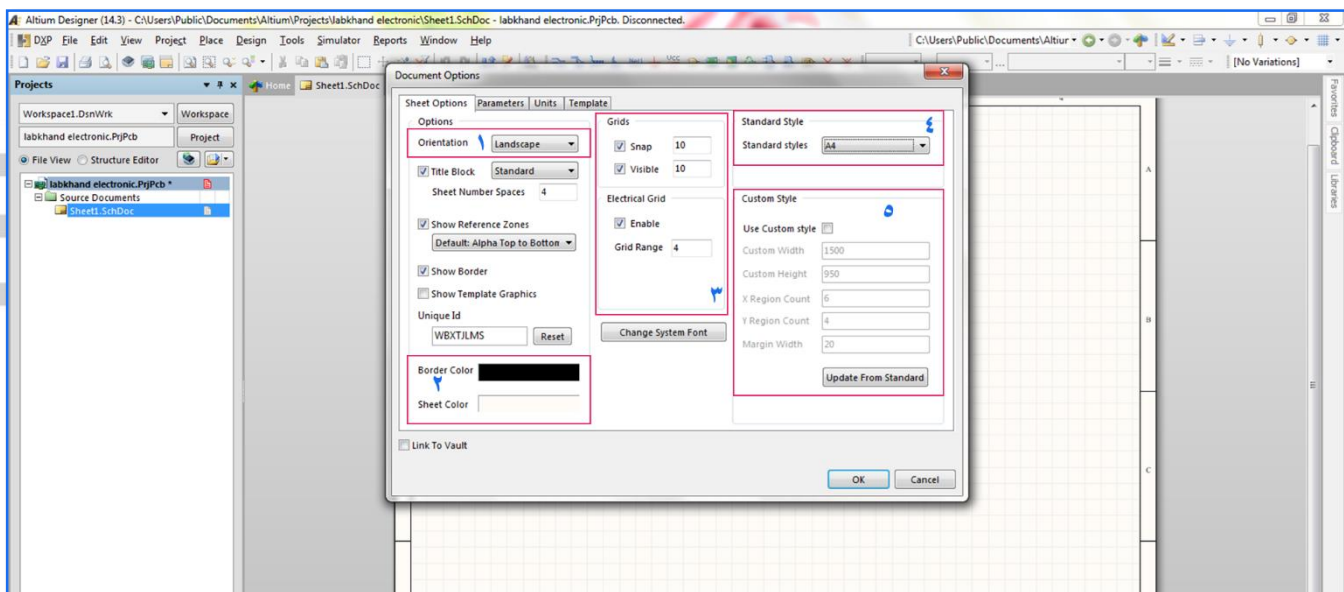 Altium Designer (14.3) - C:\Users\Public\Documents\Altium\Projects\labkhand electronic\Sheet1.SchDoc - labkhand electronic.PrjPcb. Disconnected.
DXP File Edit View Project Place Design Tools Simulator Reports Window Help
C:\Users\Public\Documents\Altiur
... [No Variations]
Projects
Home Sheet1.SchDoc
Workspace1.DsnWrk Workspace
labkhand electronic.PrjPcb Project
File View Structure Editor
labkhand electronic.PrjPcb *
Source Documents
Sheet1.SchDoc
Document Options
Sheet Options Parameters Units Template
Options
Orientation ۱ Landscape
Title Block Standard
Sheet Number Spaces 4
Show Reference Zones
Default: Alpha Top to Botton
Show Border
Show Template Graphics
Unique Id
WBXTJLMS Reset
Border Color
۲
Sheet Color
Grids
Snap 10
Visible 10
Electrical Grid
Enable
Grid Range 4
۳
Change System Font
Standard Style ٤
Standard styles A4
Custom Style
۵
Use Custom style
Custom Width 1500
Custom Height 950
X Region Count 6
Y Region Count 4
Margin Width 20
Update From Standard
Link To Vault
OK Cancel
A
B
C
Favorites
Clipboard
Libraries